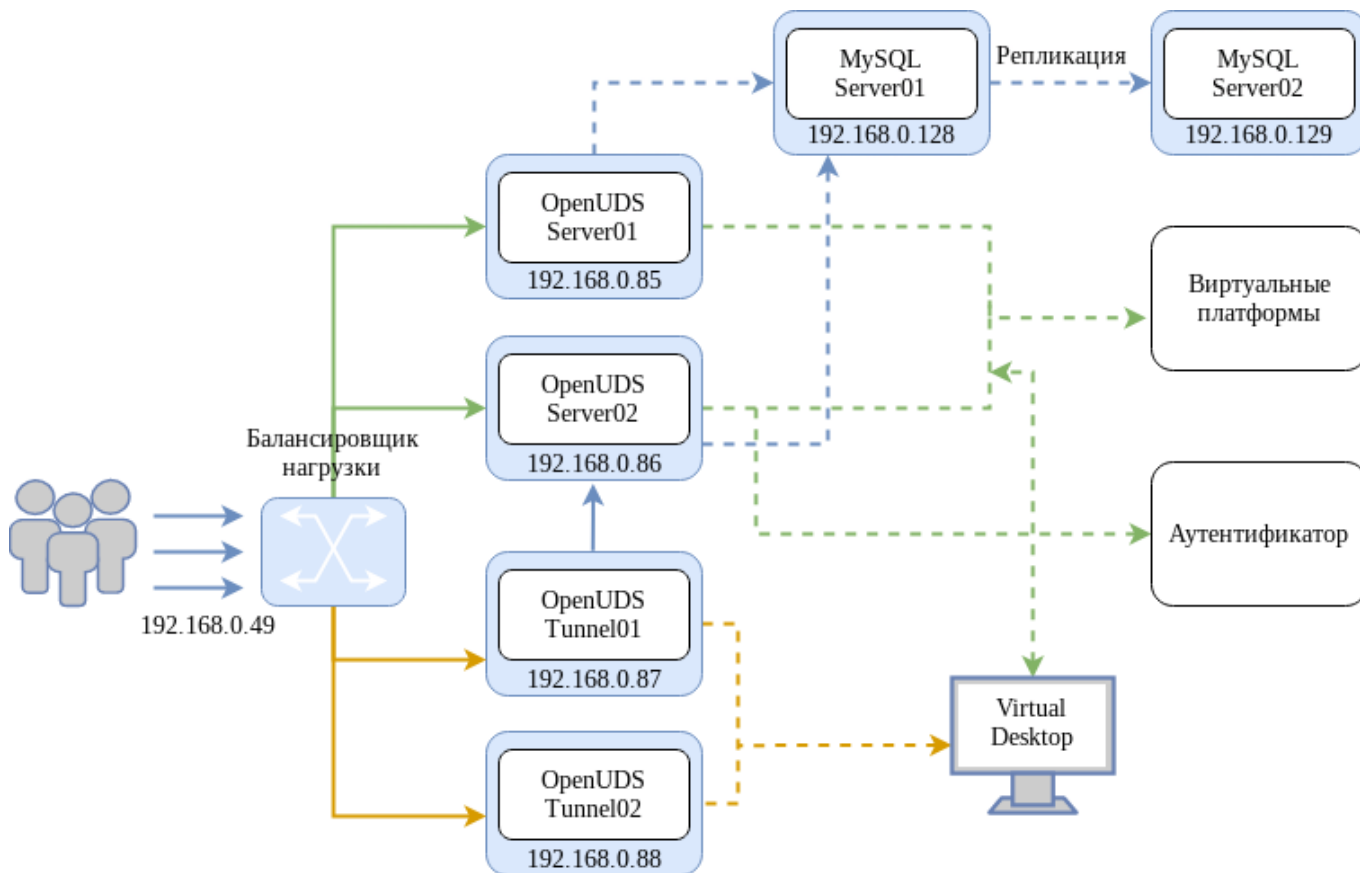 MySQL
Server01
192.168.0.128
Репликация
MySQL
Server02
192.168.0.129
OpenUDS
Server01
192.168.0.85
Виртуальные
платформы
OpenUDS
Server02
192.168.0.86
Балансировщик
нагрузки
192.168.0.49
Аутентификатор
OpenUDS
Tunnel01
192.168.0.87
Virtual
Desktop
OpenUDS
Tunnel02
192.168.0.88